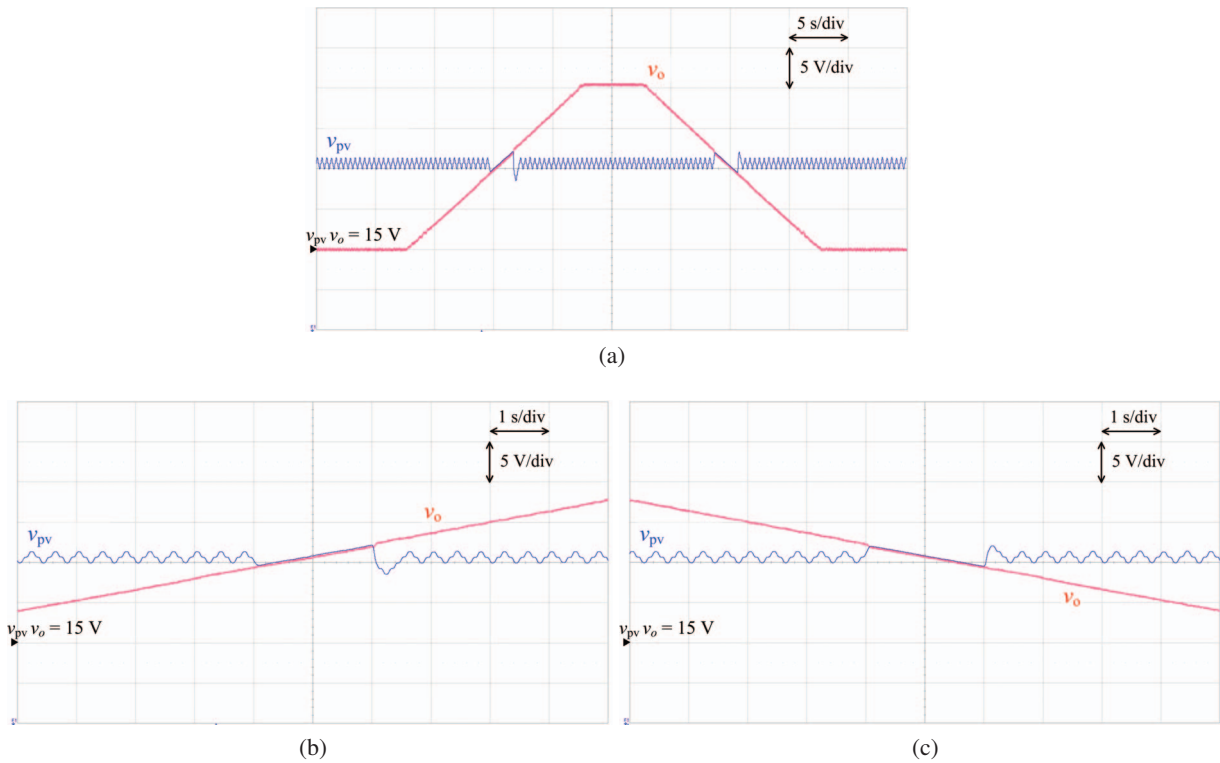 5 s/div
5 V/div
vo
vpv
vpv vo = 15 V
(a)
1 s/div
5 V/div
vo
vpv
vpv vo = 15 V
(b)
1 s/div
5 V/div
vpv
vo
vpv vo = 15 V
(c)